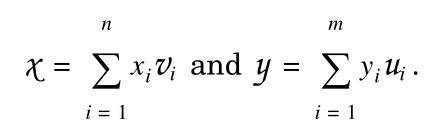 𝓍 = ∑_{i = 1}^{n} x_i 𝓋_i and 𝓎 = ∑_{i = 1}^{m} y_i 𝓊_i .